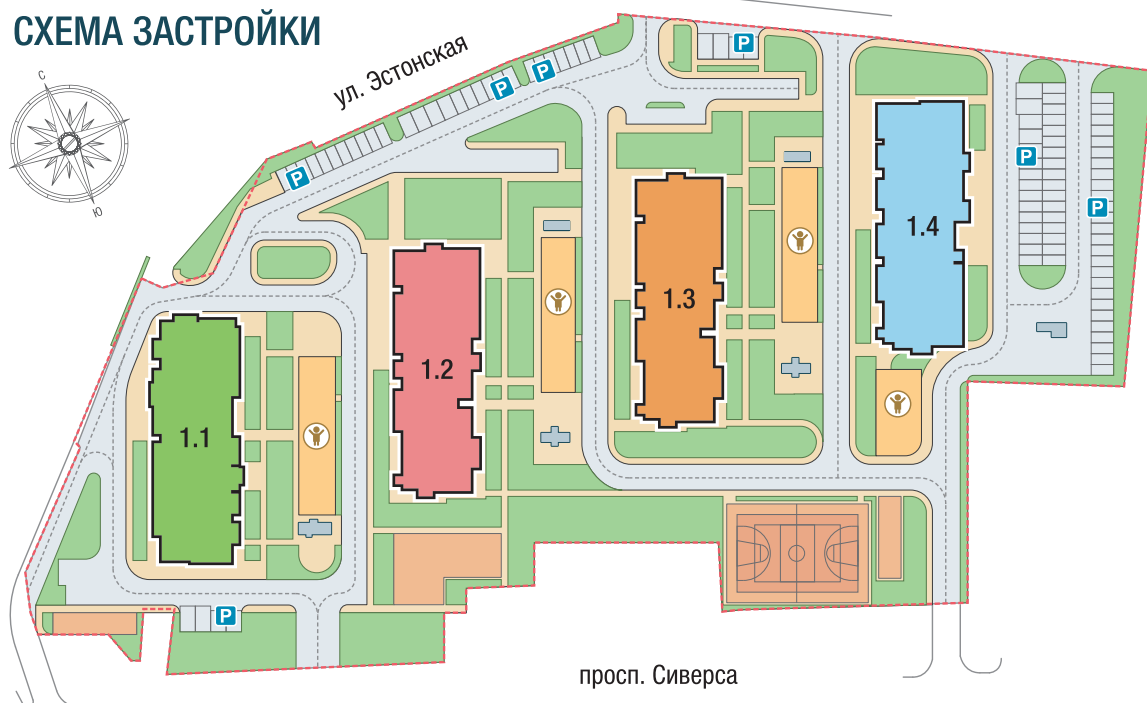 СХЕМА ЗАСТРОЙКИ
С
Ю
ул. Эстонская
P
P
P
P
P
P
1.4
1.3
1.2
1.1
P
просп. Сиверса